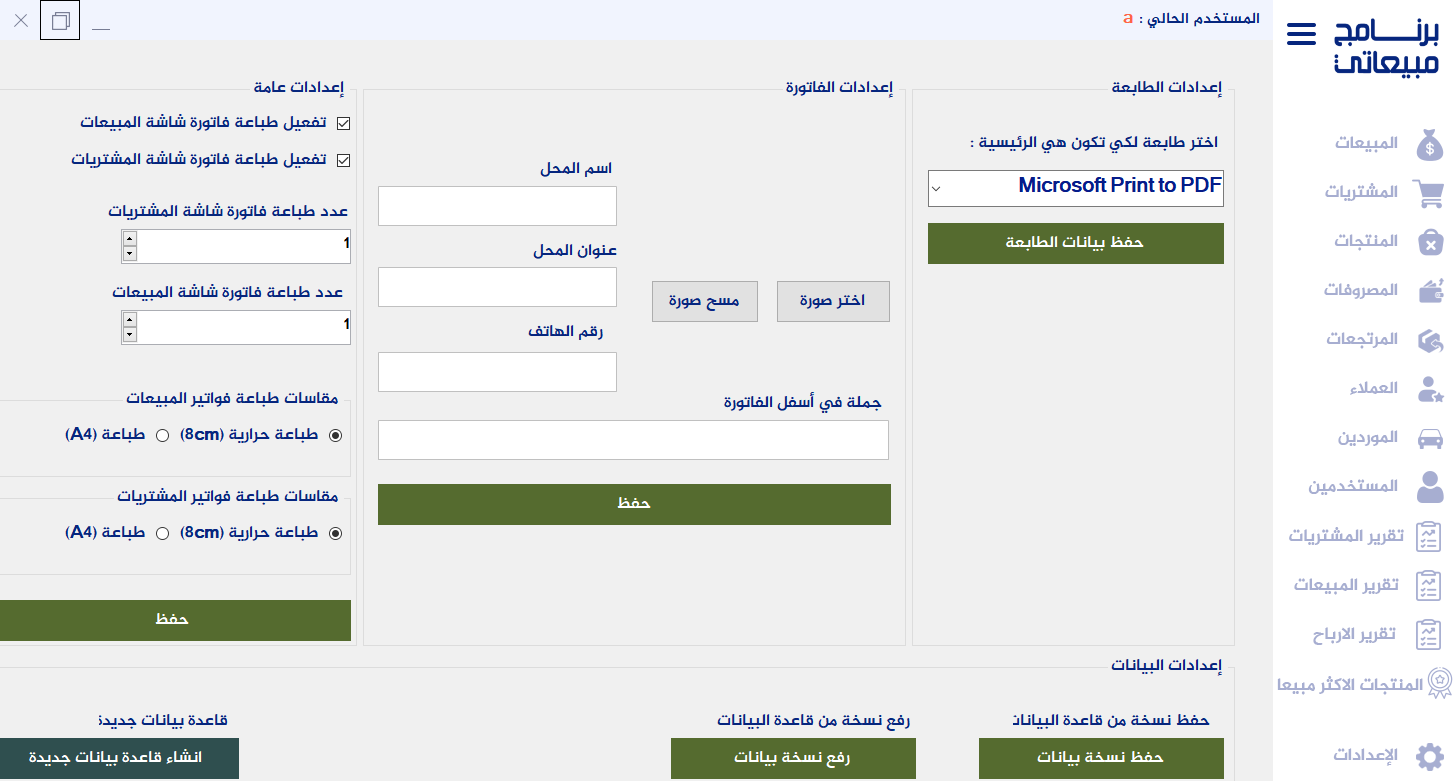 برنامج
مبيعاتي
المستخدم الحالي : a
المبيعات
المشتريات
المنتجات
المصروفات
المرتجعات
العملاء
الموردين
المستخدمين
تقرير المشتريات
تقرير المبيعات
تقرير الارباح
المنتجات الاكثر مبيعا
الإعدادات
إعدادات الطابعة
اختر طابعة لكي تكون هي الرئيسية :
Microsoft Print to PDF
حفظ بيانات الطابعة
إعدادات الفاتورة
اسم المحل
عنوان المحل
اختر صورة
مسح صورة
رقم الهاتف
جملة في أسفل الفاتورة
حفظ
إعدادات عامة
تفعيل طباعة فاتورة شاشة المبيعات
تفعيل طباعة فاتورة شاشة المشتريات
عدد طباعة فاتورة شاشة المشتريات
1
عدد طباعة فاتورة شاشة المبيعات
1
مقاسات طباعة فواتير المبيعات
طباعة حرارية (8cm)
طباعة (A4)
مقاسات طباعة فواتير المشتريات
طباعة حرارية (8cm)
طباعة (A4)
حفظ
إعدادات البيانات
حفظ نسخة من قاعدة البيانات
حفظ نسخة بيانات
رفع نسخة من قاعدة البيانات
رفع نسخة بيانات
قاعدة بيانات جديدة
انشاء قاعدة بيانات جديدة